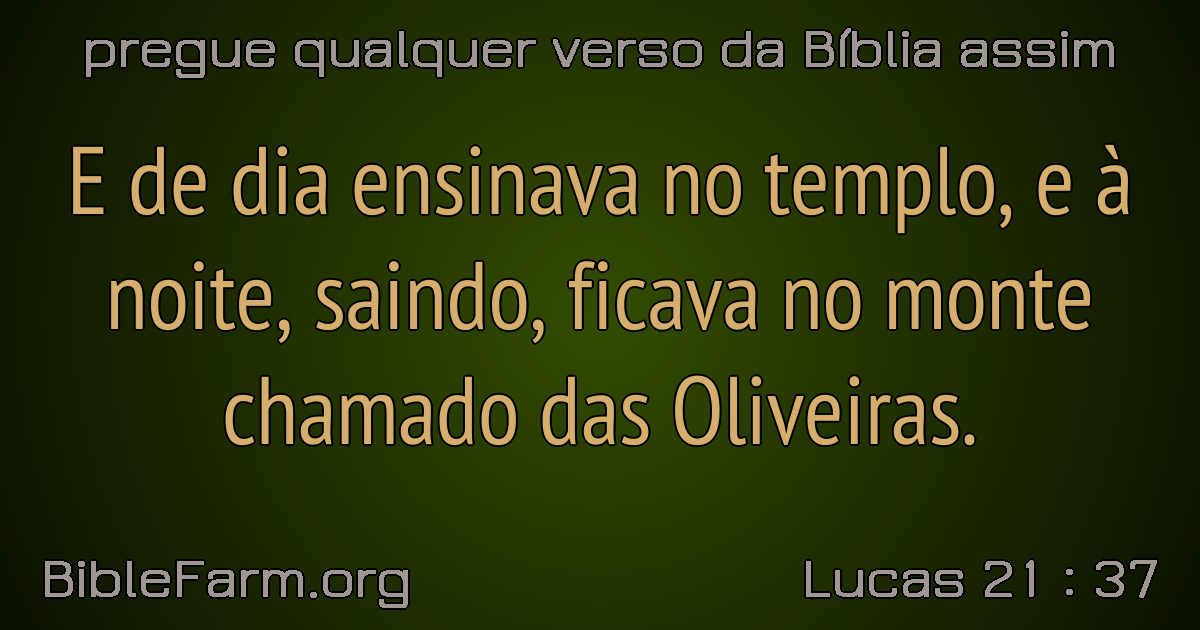 pregue qualquer verso da Bíblia assim
E de dia ensinava no templo, e à
noite, saindo, ficava no monte
chamado das Oliveiras.
BibleFarm.org
Lucas 21 : 37